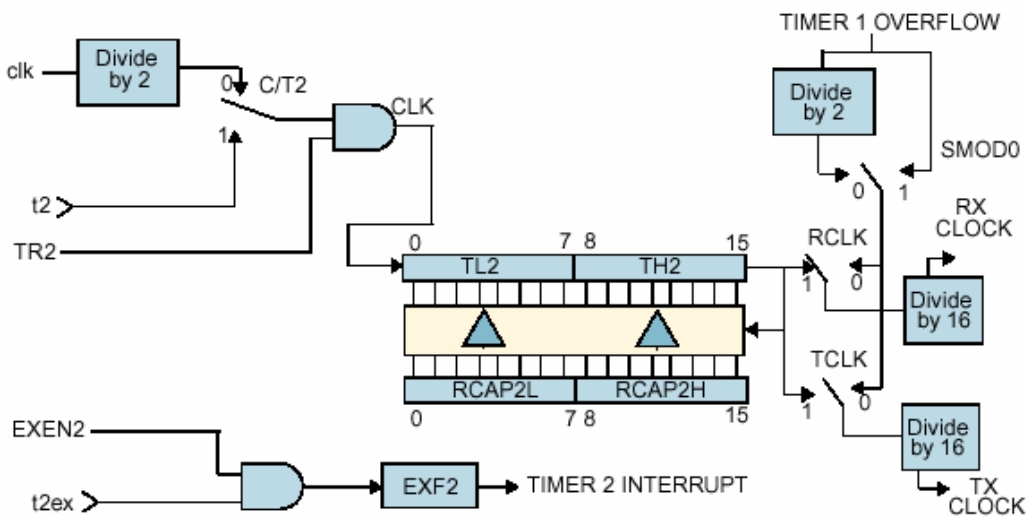 TIMER 1 OVERFLOW
clk
Divide
by 2
0
C/T2
1
CLK
t2
TR2
Divide
by 2
SMOD0
0
1
RX
CLOCK
0
7
8
15
TL2
TH2
RCLK
1
0
Divide
by 16
RCAP2L
RCAP2H
0
7
8
15
TCLK
1
0
Divide
by 16
TX
CLOCK
EXEN2
t2ex
EXF2
TIMER 2 INTERRUPT